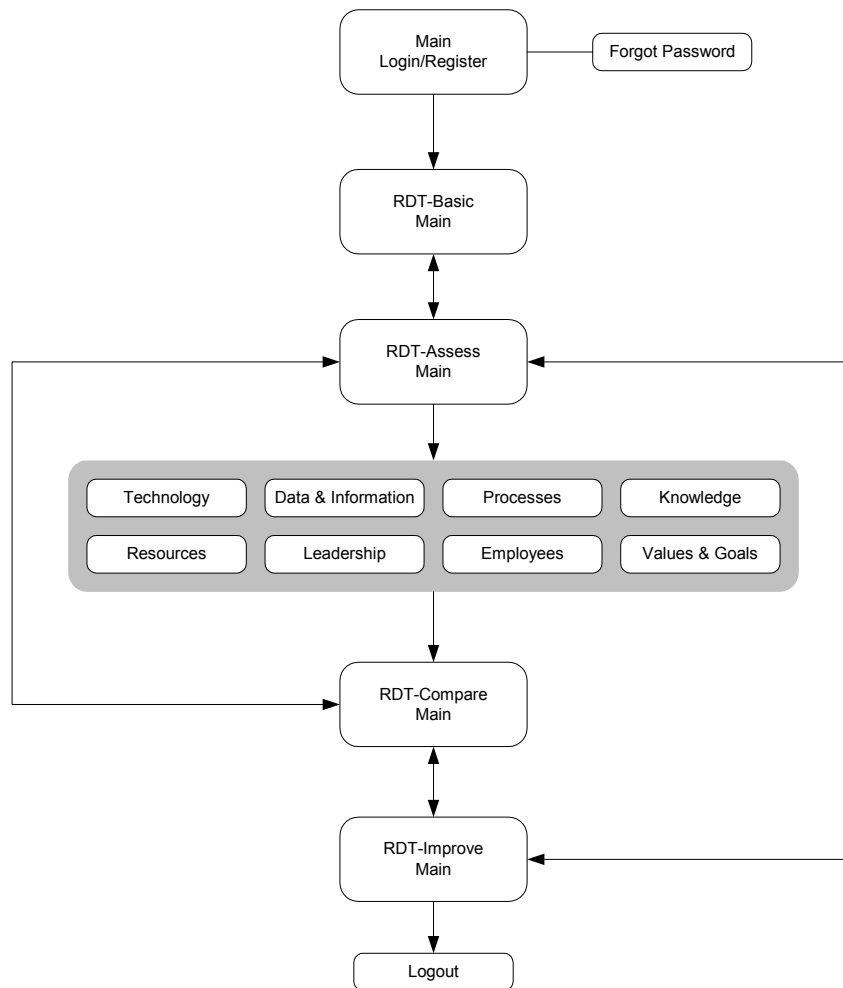 Main
Login/Register
Forgot Password
RDT-Basic
Main
RDT-Assess
Main
Technology
Data & Information
Processes
Knowledge
Resources
Leadership
Employees
Values & Goals
RDT-Compare
Main
RDT-Improve
Main
Logout